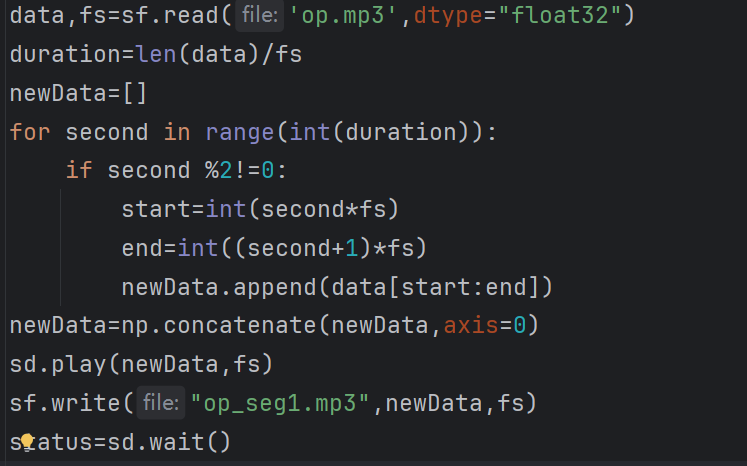 data,fs=sf.read( file: 'op.mp3',dtype="float32")
duration=len(data)/fs
newData=[]
for second in range(int(duration)):
    if second %2!=0:
        start=int(second*fs)
        end=int((second+1)*fs)
        newData.append(data[start:end])
newData=np.concatenate(newData,axis=0)
sd.play(newData,fs)
sf.write( file: "op_seg1.mp3",newData,fs)
status=sd.wait()